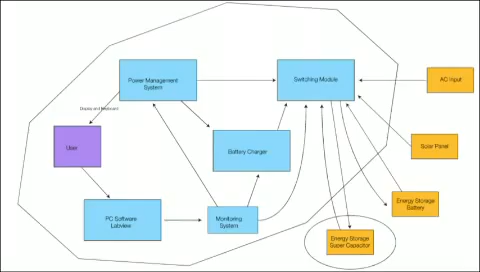 Power Management
System
Switching Module
AC Input
Display and Keyboard
User
Battery Charger
Solar Panel
PC Software
Labview
Monitoring
System
Energy Storage
Battery
Energy Storage
Super Capacitor